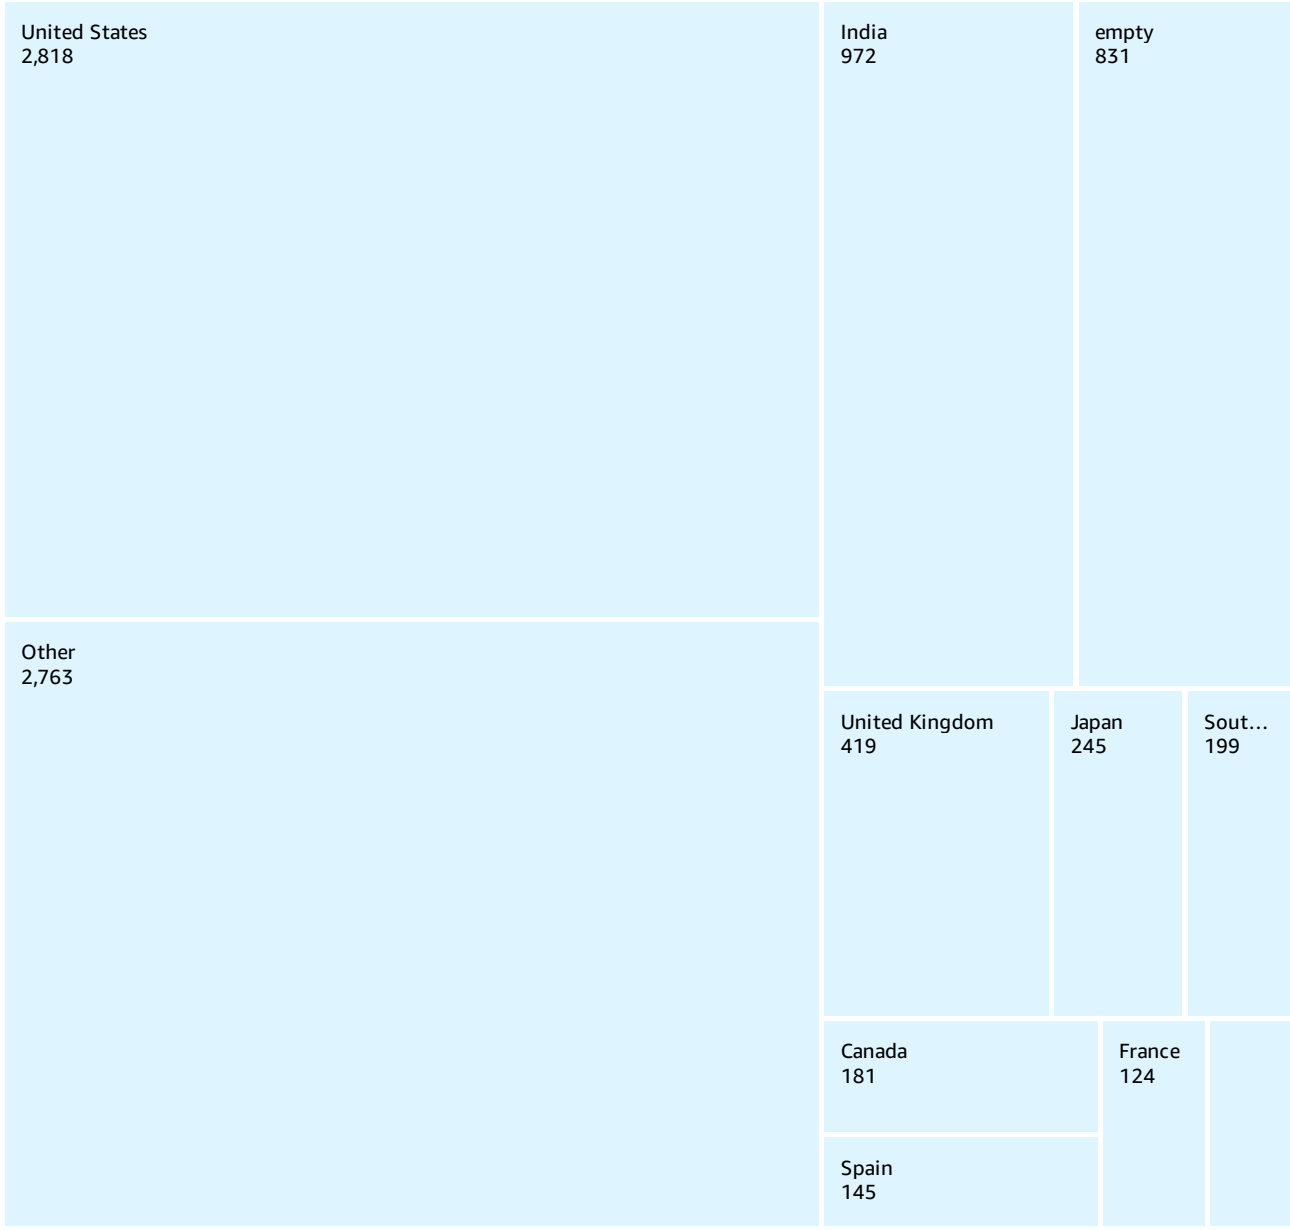 United States
2,818
India
972
empty
831
Other
2,763
United Kingdom
419
Japan
245
Sout...
199
Canada
181
France
124
Spain
145